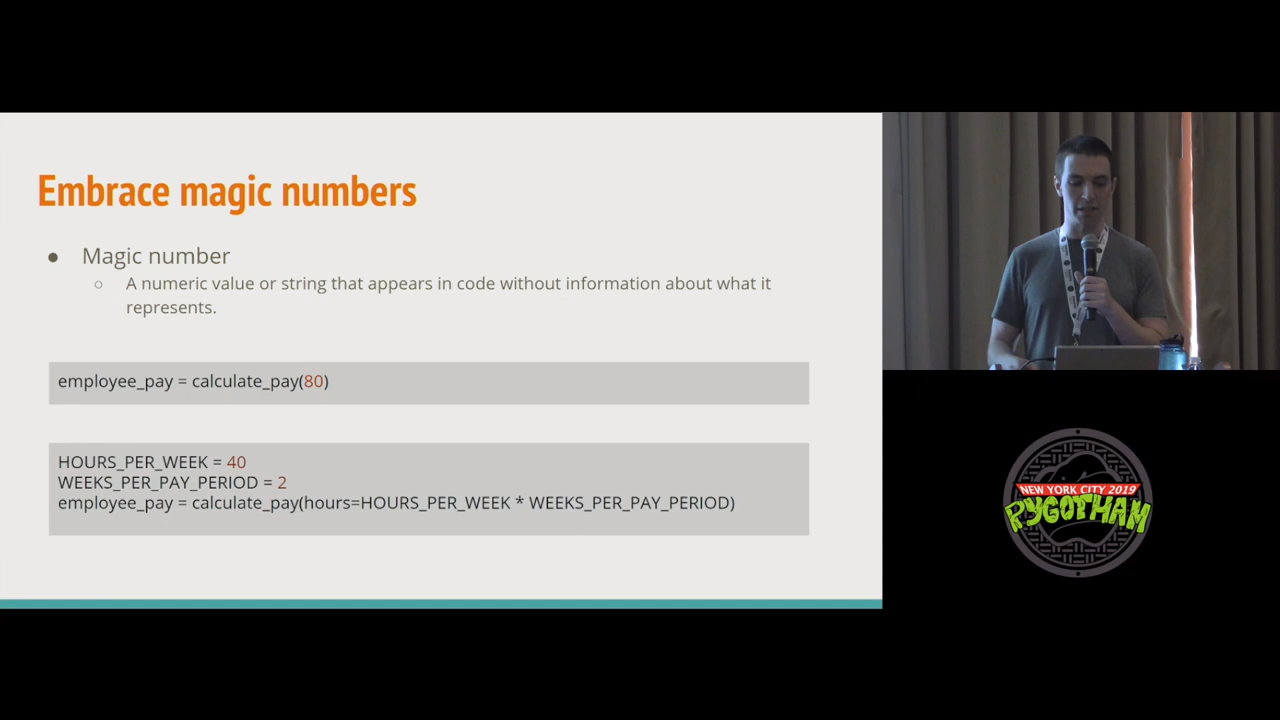 Embrace magic numbers
● Magic number
○ A numeric value or string that appears in code without information about what it
represents.
employee_pay = calculate_pay(80)
HOURS_PER_WEEK = 40
WEEKS_PER_PAY_PERIOD = 2
employee_pay = calculate_pay(hours=HOURS_PER_WEEK * WEEKS_PER_PAY_PERIOD)
NEW YORK CITY 2019
PYGOTHAM